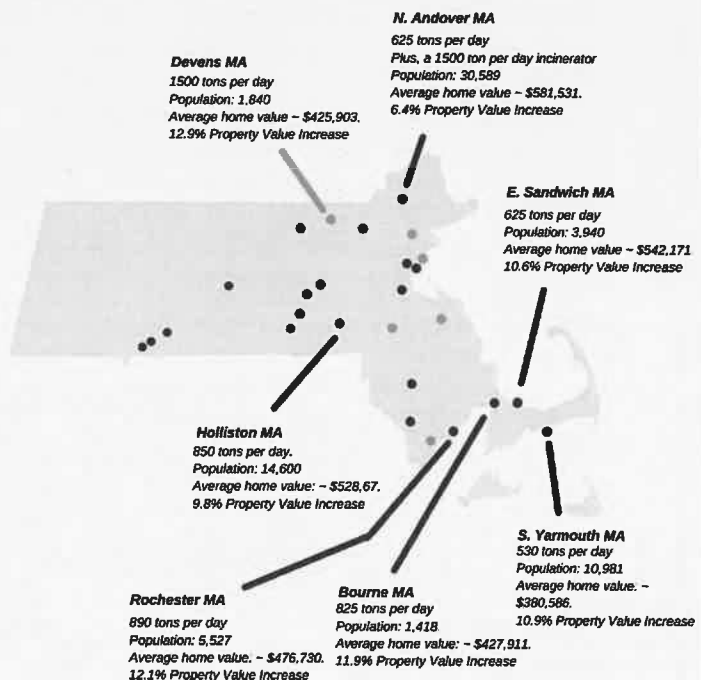 N. Andover MA
625 tons per day
Plus, a 1500 ton per day incinerator
Population: 30,589
Average home value ~ $581,531.
6.4% Property Value Increase
Devens MA
1500 tons per day
Population: 1,840
Average home value ~ $425,903.
12.9% Property Value Increase
E. Sandwich MA
625 tons per day
Population: 3,940
Average home value ~ $542,171
10.6% Property Value Increase
Holliston MA
850 tons per day.
Population: 14,600
Average home value: ~ $528,67.
9.8% Property Value Increase
S. Yarmouth MA
530 tons per day
Population: 10,981
Average home value: ~
$380,586.
10.9% Property Value Increase
Rochester MA
890 tons per day
Population: 5,527
Average home value. ~ $476,730.
12.1% Property Value Increase
Bourne MA
825 tons per day
Population: 1,418
Average home value: ~ $427,911.
11.9% Property Value Increase